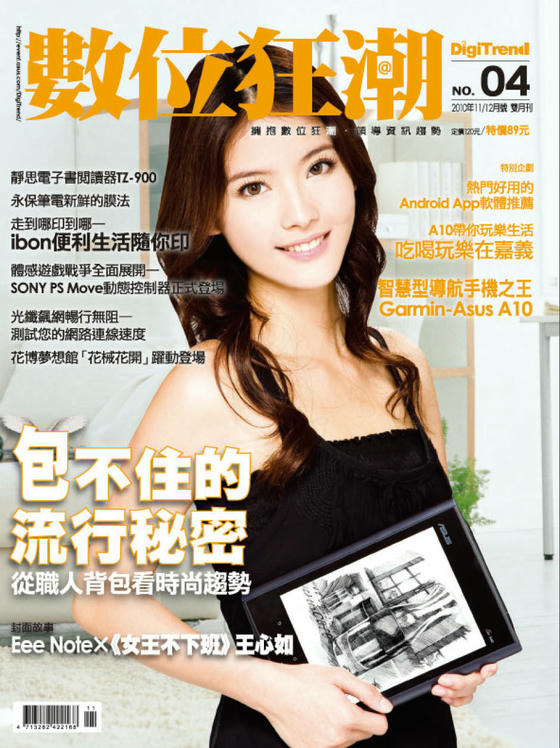 http://event.asus.com/DigiTrend/
數位狂潮
@
DigiTrend
NO. 04
2010年11/12月號 雙月刊
定價120元/特價89元
擁抱數位狂潮・領導資訊趨勢
靜思電子書閱讀器TZ-900
永保筆電新鮮的膜法
走到哪印到哪—
ibon便利生活隨你印
體感遊戲戰爭全面展開—
SONY PS Move動態控制器正式登場
光纖飆網暢行無阻—
測試您的網路連線速度
花博夢想館「花械花開」躍動登場
特別企劃
熱門好用的
Android App軟體推薦
A10帶你玩樂生活
吃喝玩樂在嘉義
智慧型導航手機之王
Garmin-Asus A10
包不住的
流行秘密
從職人背包看時尚趨勢
封面故事
Eee Note×《女王不下班》王心如
ASUS
11
4 713282 422168